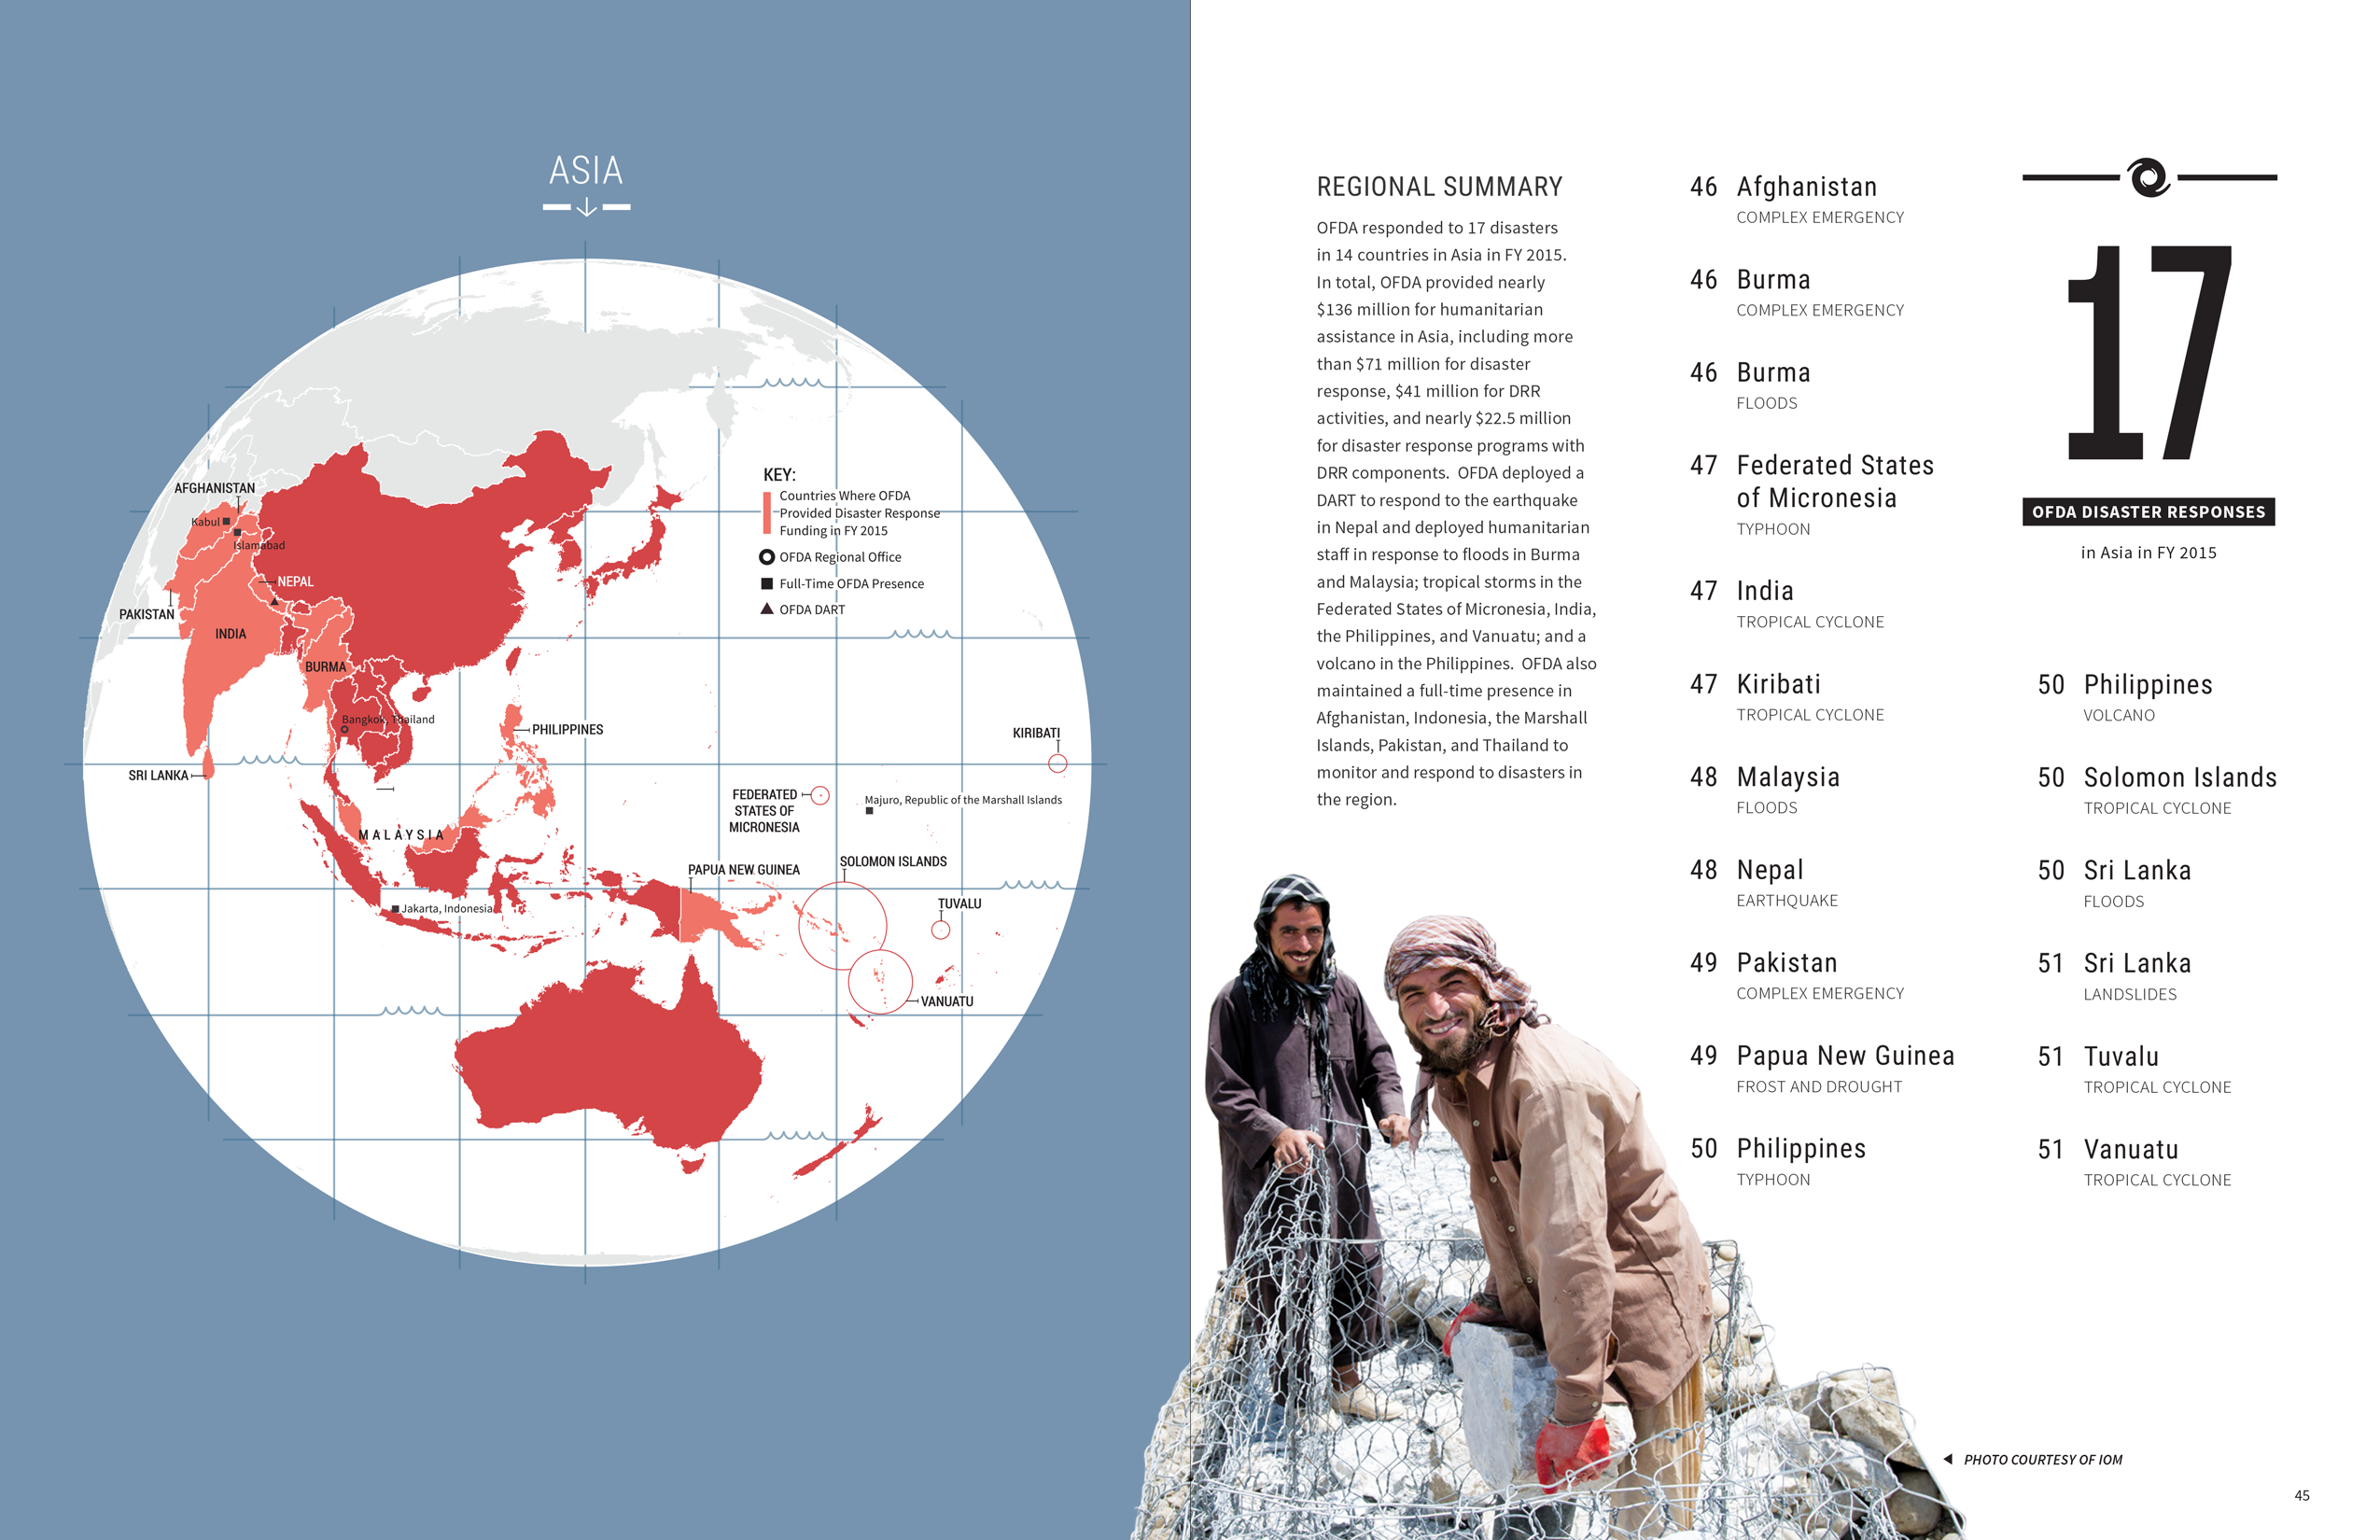 ASIA
KEY:
Countries Where OFDA
Provided Disaster Response
Funding in FY 2015
OFDA Regional Office
Full-Time OFDA Presence
OFDA DART
AFGHANISTAN
Kabul
Islamabad
NEPAL
PAKISTAN
INDIA
BURMA
Bangkok, Thailand
PHILIPPINES
KIRIBATI
SRI LANKA
FEDERATED
STATES OF
MICRONESIA
Majuro, Republic of the Marshall Islands
MALAYSIA
SOLOMON ISLANDS
PAPUA NEW GUINEA
TUVALU
Jakarta, Indonesia
VANUATU
REGIONAL SUMMARY
OFDA responded to 17 disasters
in 14 countries in Asia in FY 2015.
In total, OFDA provided nearly
$136 million for humanitarian
assistance in Asia, including more
than $71 million for disaster
response, $41 million for DRR
activities, and nearly $22.5 million
for disaster response programs with
DRR components. OFDA deployed a
DART to respond to the earthquake
in Nepal and deployed humanitarian
staff in response to floods in Burma
and Malaysia; tropical storms in the
Federated States of Micronesia, India,
the Philippines, and Vanuatu; and a
volcano in the Philippines. OFDA also
maintained a full-time presence in
Afghanistan, Indonesia, the Marshall
Islands, Pakistan, and Thailand to
monitor and respond to disasters in
the region.
46 Afghanistan
COMPLEX EMERGENCY
46 Burma
COMPLEX EMERGENCY
46 Burma
FLOODS
47 Federated States
of Micronesia
TYPHOON
47 India
TROPICAL CYCLONE
47 Kiribati
TROPICAL CYCLONE
48 Malaysia
FLOODS
48 Nepal
EARTHQUAKE
49 Pakistan
COMPLEX EMERGENCY
49 Papua New Guinea
FROST AND DROUGHT
50 Philippines
TYPHOON
17
OFDA DISASTER RESPONSES
in Asia in FY 2015
50 Philippines
VOLCANO
50 Solomon Islands
TROPICAL CYCLONE
50 Sri Lanka
FLOODS
51 Sri Lanka
LANDSLIDES
51 Tuvalu
TROPICAL CYCLONE
51 Vanuatu
TROPICAL CYCLONE
PHOTO COURTESY OF IOM
45